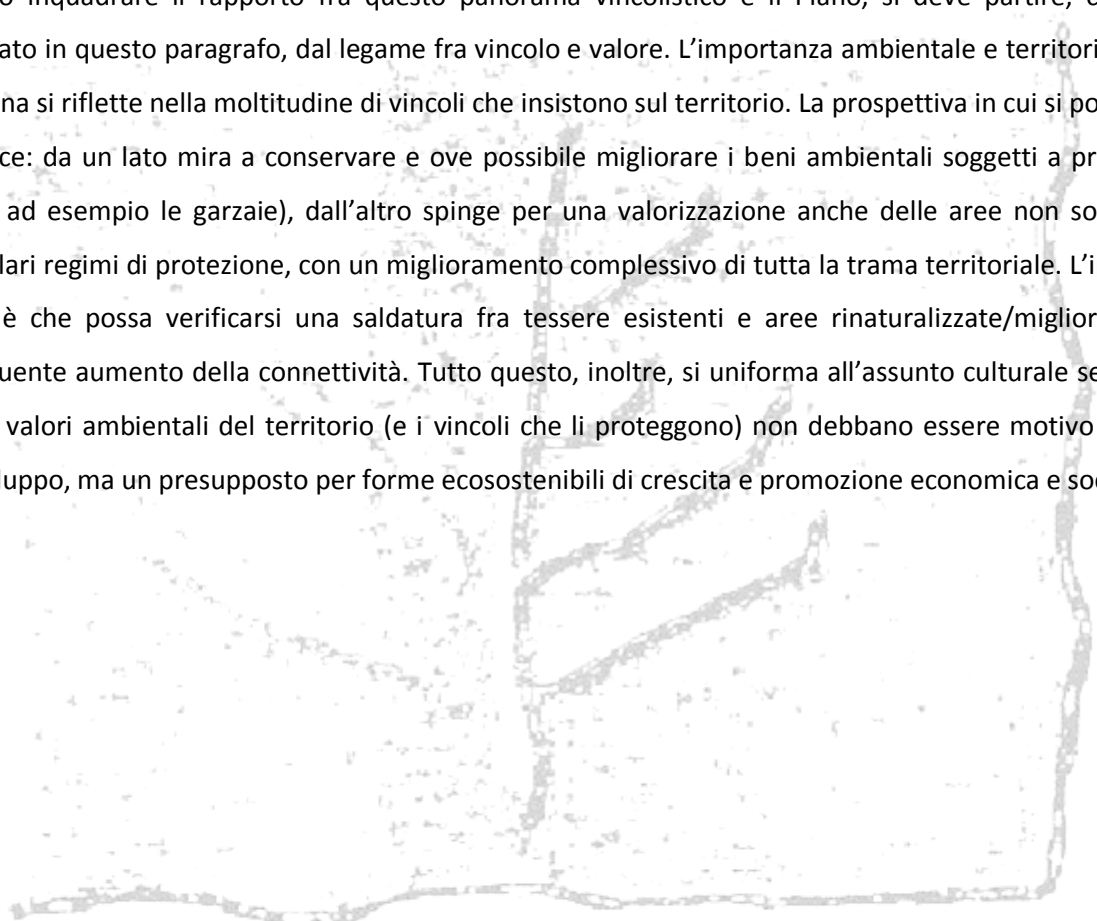 o inquadrare il rapporto fra questo panorama vincolistico e il Piano, si deve partire,
ato in questo paragrafo, dal legame fra vincolo e valore. L’importanza ambientale e territori
na si riflette nella moltitudine di vincoli che insistono sul territorio. La prospettiva in cui si po
ce: da un lato mira a conservare e ove possibile migliorare i beni ambientali soggetti a pr
ad esempio le garzaie), dall’altro spinge per una valorizzazione anche delle aree non so
lari regimi di protezione, con un miglioramento complessivo di tutta la trama territoriale. L’i
è che possa verificarsi una saldatura fra tessere esistenti e aree rinaturalizzate/miglior
uente aumento della connettività. Tutto questo, inoltre, si uniforma all’assunto culturale se
valori ambientali del territorio (e i vincoli che li proteggono) non debbano essere motivo
luppo, ma un presupposto per forme ecosostenibili di crescita e promozione economica e so